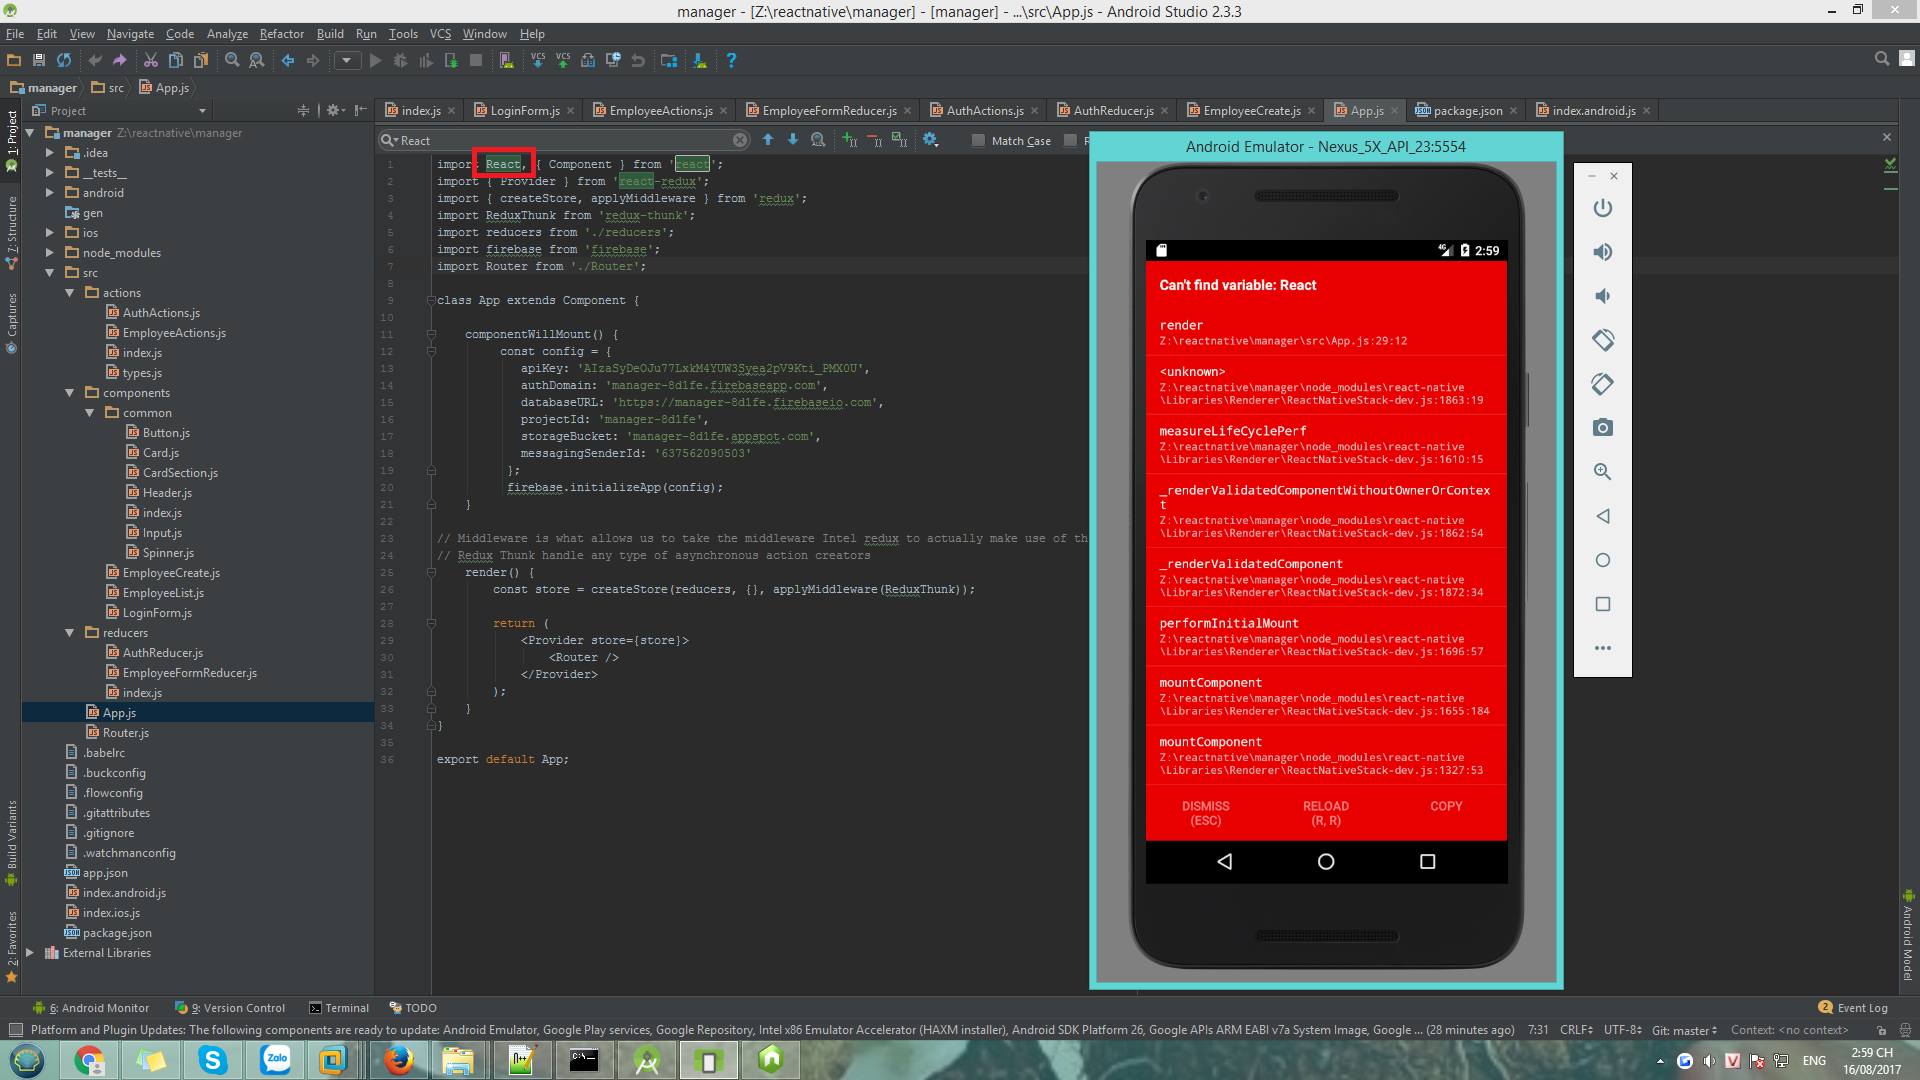 manager - [Z:\reactnative\manager] - [manager] - ...\src\App.js - Android Studio 2.3.3
File Edit View Navigate Code Analyze Refactor Build Run Tools VCS Window Help
manager src App.js
Project
index.js LoginForm.js EmployeeActions.js EmployeeFormReducer.js AuthActions.js AuthReducer.js EmployeeCreate.js App.js package.json index.android.js
React
Match Case
1: Project
7: Structure
Captures
Build Variants
2: Favorites
manager Z:\reactnative\manager
.idea
__tests__
android
gen
ios
node_modules
src
actions
AuthActions.js
EmployeeActions.js
index.js
types.js
components
common
Button.js
Card.js
CardSection.js
Header.js
index.js
Input.js
Spinner.js
EmployeeCreate.js
EmployeeList.js
LoginForm.js
reducers
AuthReducer.js
EmployeeFormReducer.js
index.js
App.js
Router.js
.babelrc
.buckconfig
.flowconfig
.gitattributes
.gitignore
.watchmanconfig
app.json
index.android.js
index.ios.js
package.json
External Libraries
1 import React, { Component } from 'react';
2 import { Provider } from 'react-redux';
3 import { createStore, applyMiddleware } from 'redux';
4 import ReduxThunk from 'redux-thunk';
5 import reducers from './reducers';
6 import firebase from 'firebase';
7 import Router from './Router';
8
9 class App extends Component {
10
11 componentWillMount() {
12 const config = {
13 apiKey: 'AIzaSyDeOJu77LxkM4YUW3Syea2pV9Kti_PMX0U',
14 authDomain: 'manager-8d1fe.firebaseapp.com',
15 databaseURL: 'https://manager-8d1fe.firebaseio.com',
16 projectId: 'manager-8d1fe',
17 storageBucket: 'manager-8d1fe.appspot.com',
18 messagingSenderId: '637562090503'
19 };
20 firebase.initializeApp(config);
21 }
22
23 // Middleware is what allows us to take the middleware Intel redux to actually make use of th
24 // Redux Thunk handle any type of asynchronous action creators
25 render() {
26 const store = createStore(reducers, {}, applyMiddleware(ReduxThunk));
27
28 return (
29 <Provider store={store}>
30 <Router />
31 </Provider>
32 );
33 }
34 }
35
36 export default App;
Android Emulator - Nexus_5X_API_23:5554
4G 2:59
Can't find variable: React
render
Z:\reactnative\manager\src\App.js:29:12
<unknown>
Z:\reactnative\manager\node_modules\react-native
\Libraries\Renderer\ReactNativeStack-dev.js:1863:19
measureLifeCyclePerf
Z:\reactnative\manager\node_modules\react-native
\Libraries\Renderer\ReactNativeStack-dev.js:1610:15
_renderValidatedComponentWithoutOwnerOrContex
t
Z:\reactnative\manager\node_modules\react-native
\Libraries\Renderer\ReactNativeStack-dev.js:1862:54
_renderValidatedComponent
Z:\reactnative\manager\node_modules\react-native
\Libraries\Renderer\ReactNativeStack-dev.js:1872:34
performInitialMount
Z:\reactnative\manager\node_modules\react-native
\Libraries\Renderer\ReactNativeStack-dev.js:1696:57
mountComponent
Z:\reactnative\manager\node_modules\react-native
\Libraries\Renderer\ReactNativeStack-dev.js:1655:184
mountComponent
Z:\reactnative\manager\node_modules\react-native
\Libraries\Renderer\ReactNativeStack-dev.js:1327:53
DISMISS RELOAD COPY
(ESC) (R, R)
Android Model
6: Android Monitor 9: Version Control Terminal TODO 2 Event Log
Platform and Plugin Updates: The following components are ready to update: Android Emulator, Google Play services, Google Repository, Intel x86 Emulator Accelerator (HAXM installer), Android SDK Platform 26, Google APIs ARM EABI v7a System Image, Google ... (28 minutes ago) 7:31 CRLF UTF-8 Git: master Context: <no context>
Zalo
ENG
2:59 CH
16/08/2017